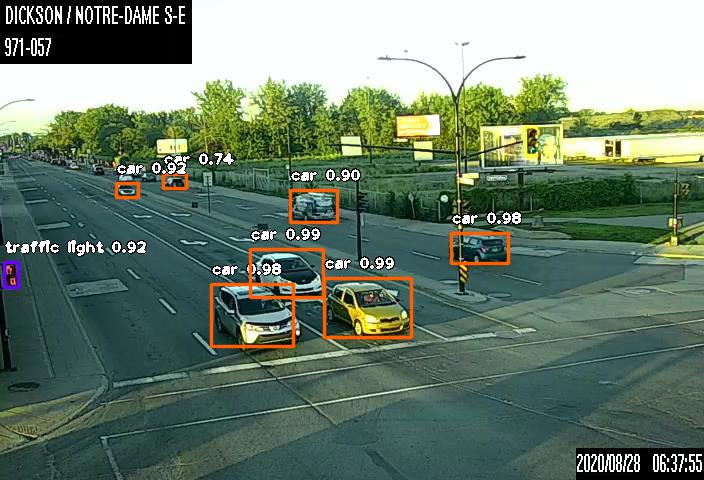 DICKSON / NOTRE-DAME S-E
971-057
car 0.92
car 0.74
car 0.90
car 0.98
car 0.99
traffic light 0.92
car 0.98
car 0.99
2020/08/28 06:37:55